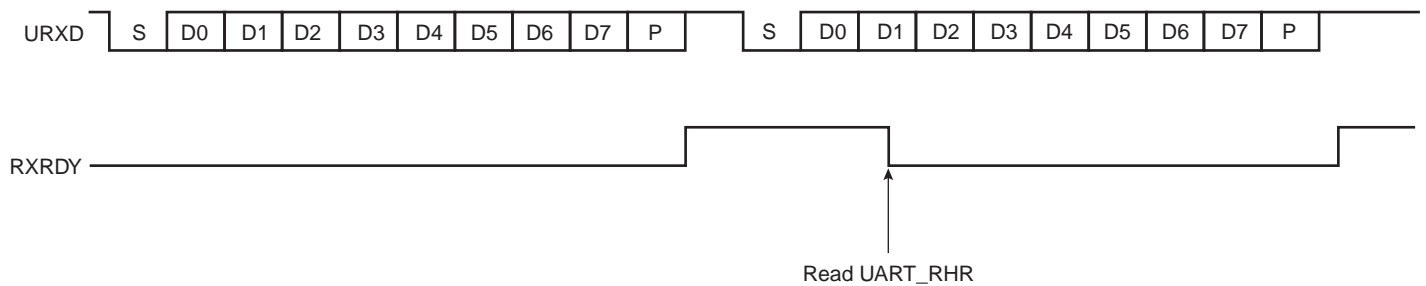 URXD S D0 D1 D2 D3 D4 D5 D6 D7 P S D0 D1 D2 D3 D4 D5 D6 D7 P
RXRDY
Read UART_RHR